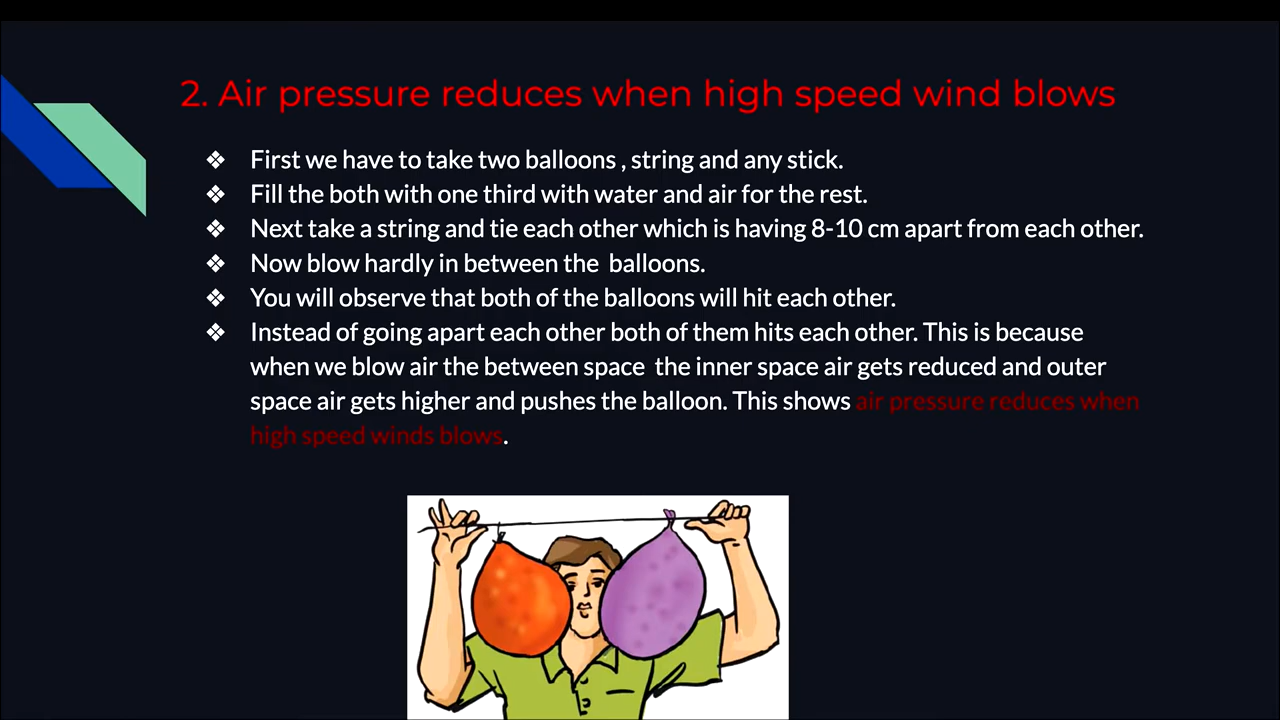 2. Air pressure reduces when high speed wind blows
❖ First we have to take two balloons , string and any stick.
❖ Fill the both with one third with water and air for the rest.
❖ Next take a string and tie each other which is having 8-10 cm apart from each other.
❖ Now blow hardly in between the  balloons.
❖ You will observe that both of the balloons will hit each other.
❖ Instead of going apart each other both of them hits each other. This is because
when we blow air the between space  the inner space air gets reduced and outer
space air gets higher and pushes the balloon. This shows air pressure reduces when
high speed winds blows.